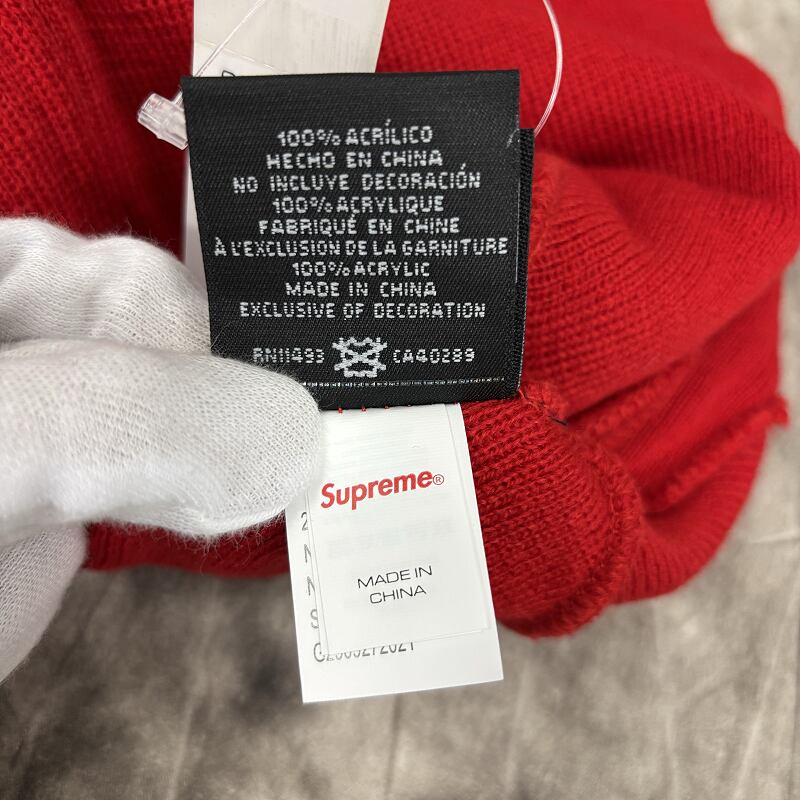 100% ACRÍLICO
HECHO EN CHINA
NO INCLUYE DECORACIÓN
100% ACRYLIQUE
FABRIQUÉ EN CHINE
À L'EXCLUSION DE LA GARNITURE
100% ACRYLIC
MADE IN CHINA
EXCLUSIVE OF DECORATION
RN11493 CA40289
Supreme®
MADE IN
CHINA